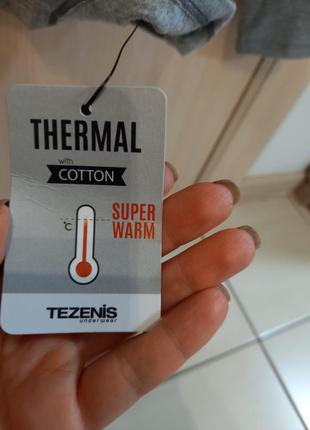 THERMAL
with
COTTON
SUPER
°C
WARM
TEZENIS
underwear